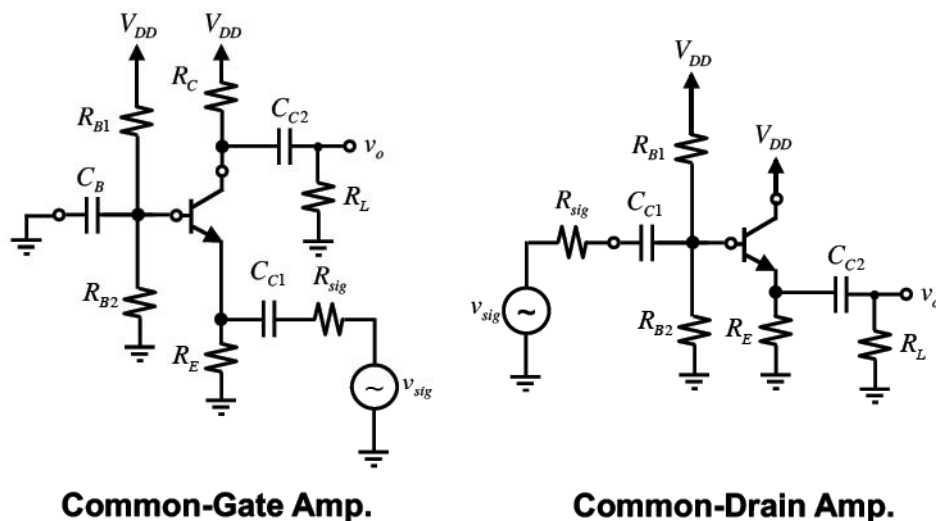 V_DD
V_DD
R_C
C_C2
R_B1
v_o
C_B
R_L
R_B2
C_C1
R_sig
R_E
~
v_sig
Common-Gate Amp.
V_DD
R_B1
V_DD
R_sig
C_C1
C_C2
v_sig
~
R_B2
R_E
v_o
R_L
Common-Drain Amp.